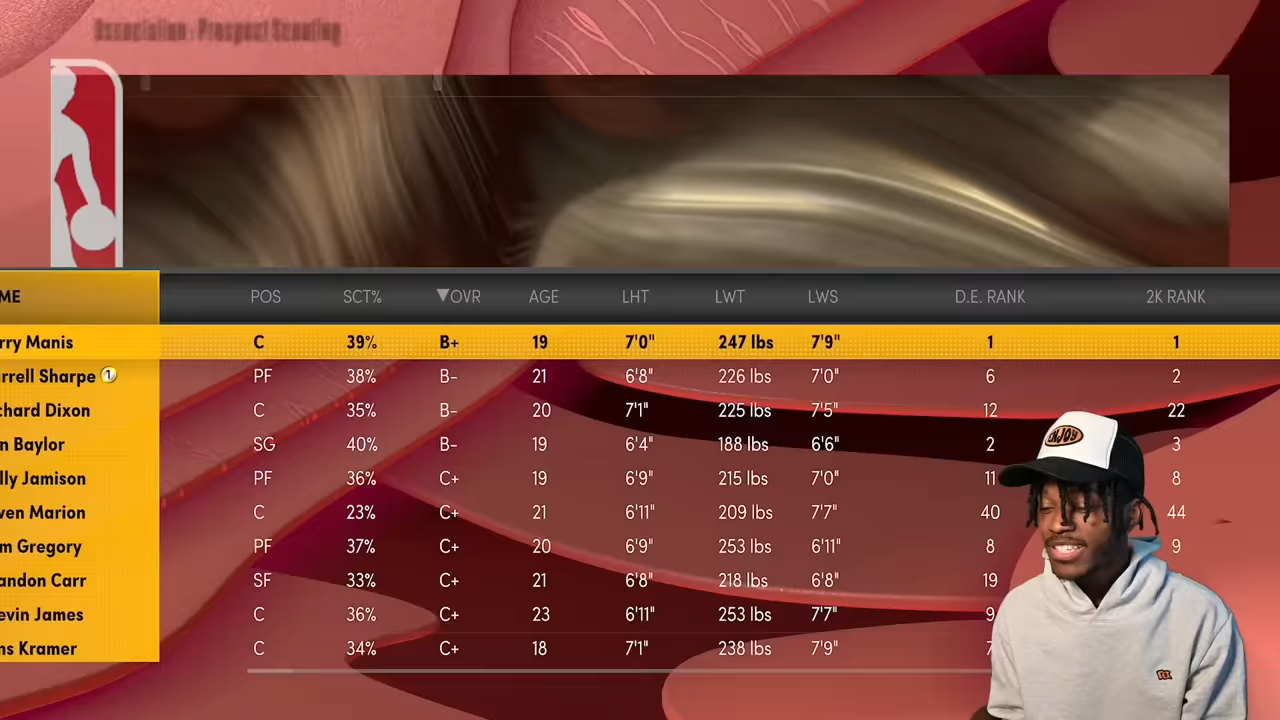 Association - Prospect Scouting
ME POS SCT% ▼OVR AGE LHT LWT LWS D.E. RANK 2K RANK
rry Manis C 39% B+ 19 7'0" 247 lbs 7'9" 1 1
rrell Sharpe 1 PF 38% B- 21 6'8" 226 lbs 7'0" 6 2
chard Dixon C 35% B- 20 7'1" 225 lbs 7'5" 12 22
n Baylor SG 40% B- 19 6'4" 188 lbs 6'6" 2 3
lly Jamison PF 36% C+ 19 6'9" 215 lbs 7'0" 11 8
ven Marion C 23% C+ 21 6'11" 209 lbs 7'7" 40 44
m Gregory PF 37% C+ 20 6'9" 253 lbs 6'11" 8 9
andon Carr SF 33% C+ 21 6'8" 218 lbs 6'8" 19
evin James C 36% C+ 23 6'11" 253 lbs 7'7" 9
ns Kramer C 34% C+ 18 7'1" 238 lbs 7'9" 7
ENJOY